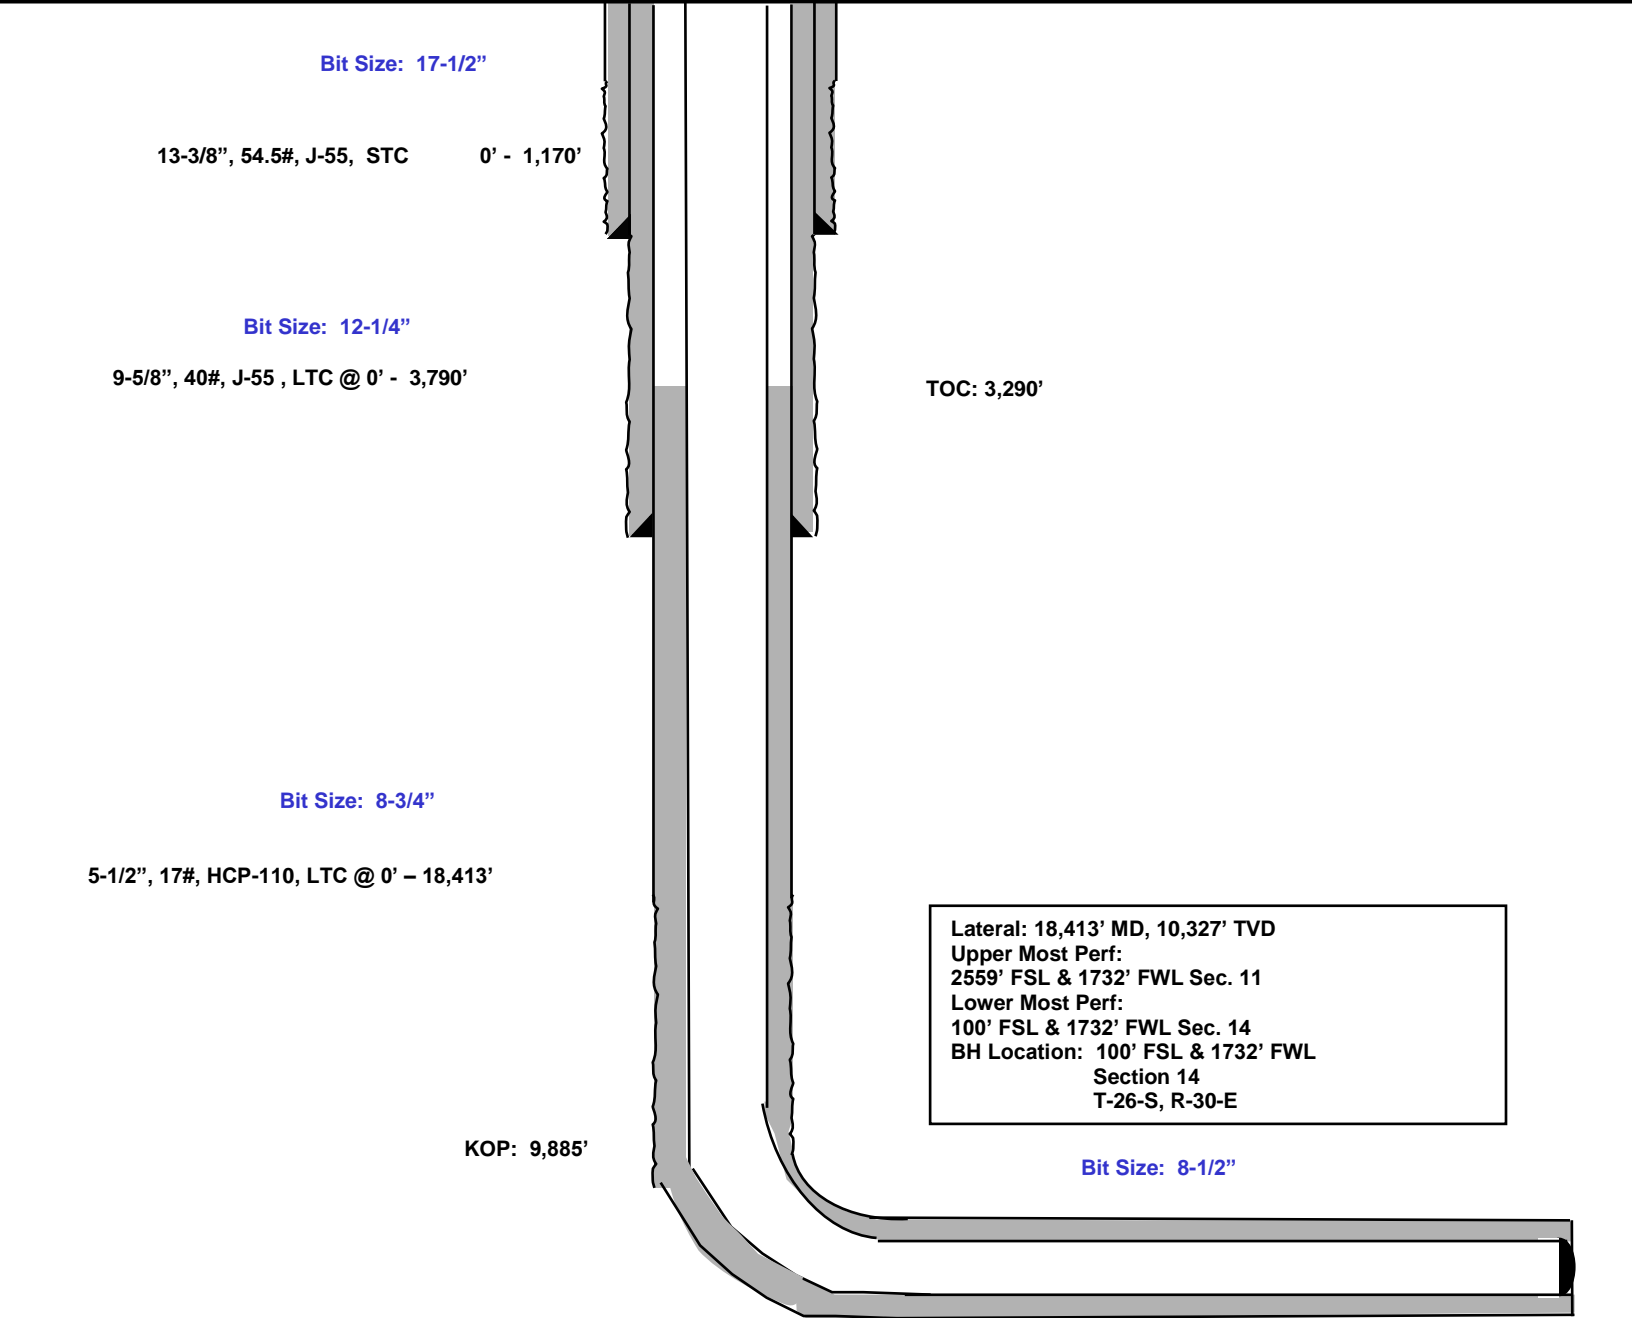 Bit Size: 17-1/2”
13-3/8”, 54.5#, J-55, STC 0’ - 1,170’
Bit Size: 12-1/4”
9-5/8”, 40#, J-55 , LTC @ 0’ - 3,790’
TOC: 3,290’
Bit Size: 8-3/4”
5-1/2”, 17#, HCP-110, LTC @ 0’ – 18,413’
Lateral: 18,413’ MD, 10,327’ TVD
Upper Most Perf:
2559’ FSL & 1732’ FWL Sec. 11
Lower Most Perf:
100’ FSL & 1732’ FWL Sec. 14
BH Location: 100’ FSL & 1732’ FWL
Section 14
T-26-S, R-30-E
KOP: 9,885’
Bit Size: 8-1/2”